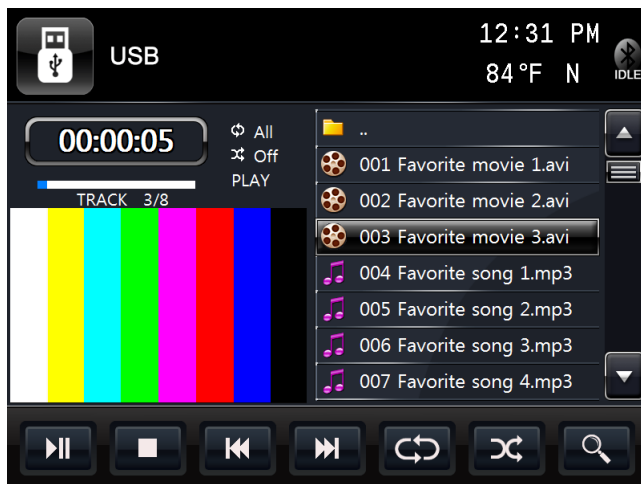 USB
12:31 PM
84°F N
IDLE
00:00:05
All
Off
PLAY
TRACK 3/8
..
001 Favorite movie 1.avi
002 Favorite movie 2.avi
003 Favorite movie 3.avi
004 Favorite song 1.mp3
005 Favorite song 2.mp3
006 Favorite song 3.mp3
007 Favorite song 4.mp3